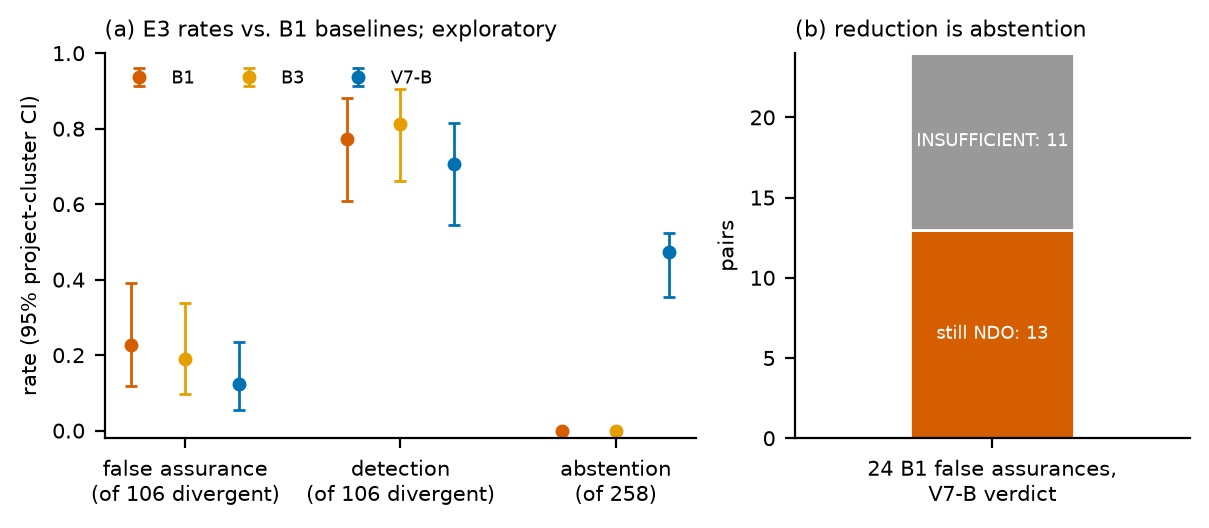 (a) E3 rates vs. B1 baselines; exploratory
B1
B3
V7-B
rate (95% project-cluster CI)
1.0
0.8
0.6
0.4
0.2
0.0
false assurance
(of 106 divergent)
detection
(of 106 divergent)
abstention
(of 258)
(b) reduction is abstention
pairs
20
15
10
5
0
INSUFFICIENT: 11
still NDO: 13
24 B1 false assurances,
V7-B verdict